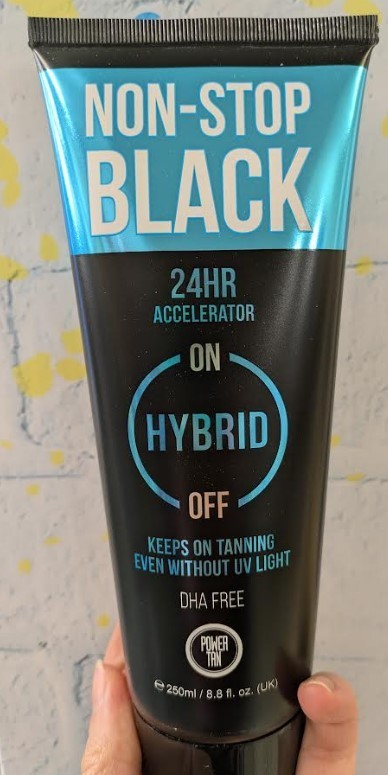 NON-STOP
BLACK
24HR
ACCELERATOR
ON
HYBRID
OFF
KEEPS ON TANNING
EVEN WITHOUT UV LIGHT
DHA FREE
POWER
TAN
℮ 250ml / 8.8 fl. oz. (UK)